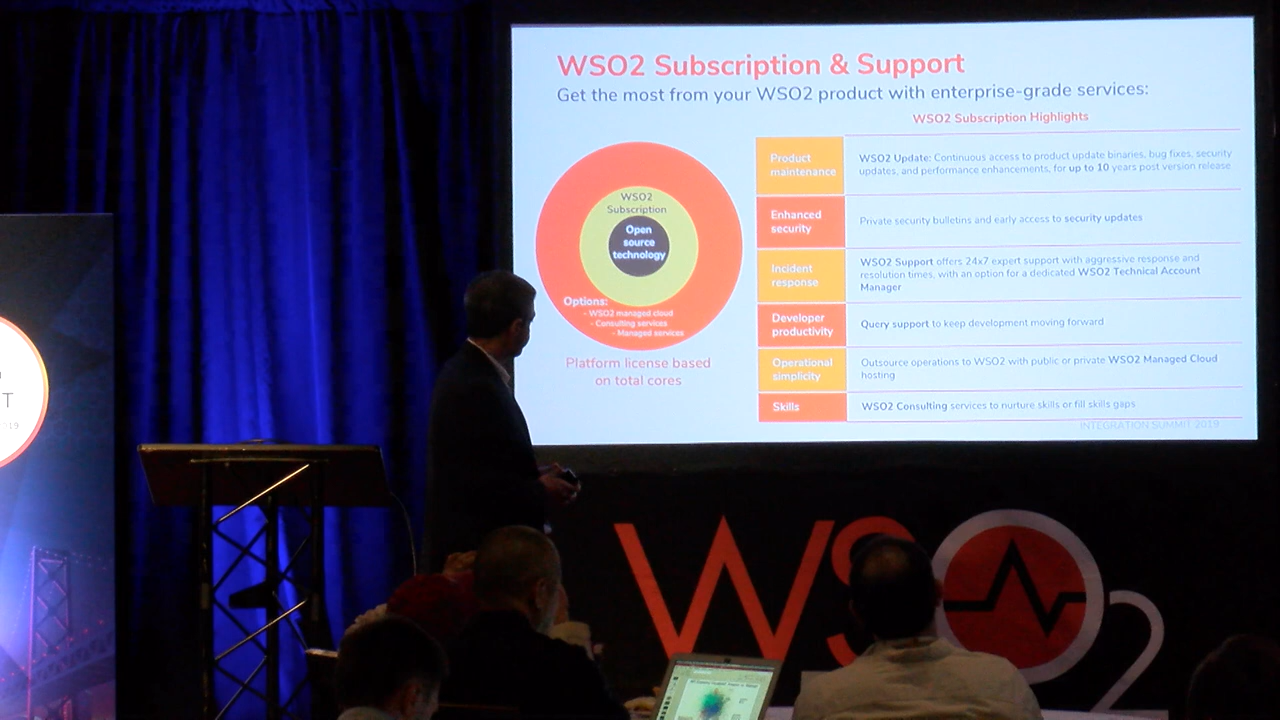 WSO2 Subscription & Support
Get the most from your WSO2 product with enterprise-grade services:
WSO2 Subscription Highlights
WSO2
Subscription
Open
source
technology
Options:
- WSO2 managed cloud
- Consulting services
- Managed services
Platform license based
on total cores
Product
maintenance
WSO2 Update: Continuous access to product update binaries, bug fixes, security
updates, and performance enhancements, for up to 10 years post version release.
Enhanced
security
Private security bulletins and early access to security updates
Incident
response
WSO2 Support offers 24x7 expert support with aggressive response and
resolution times, with an option for a dedicated WSO2 Technical Account
Manager
Developer
productivity
Query support to keep development moving forward
Operational
simplicity
Outsource operations to WSO2 with public or private WSO2 Managed Cloud
hosting
Skills
WSO2 Consulting services to nurture skills or fill skills gaps
INTEGRATION SUMMIT 2019
T
019
WSO2